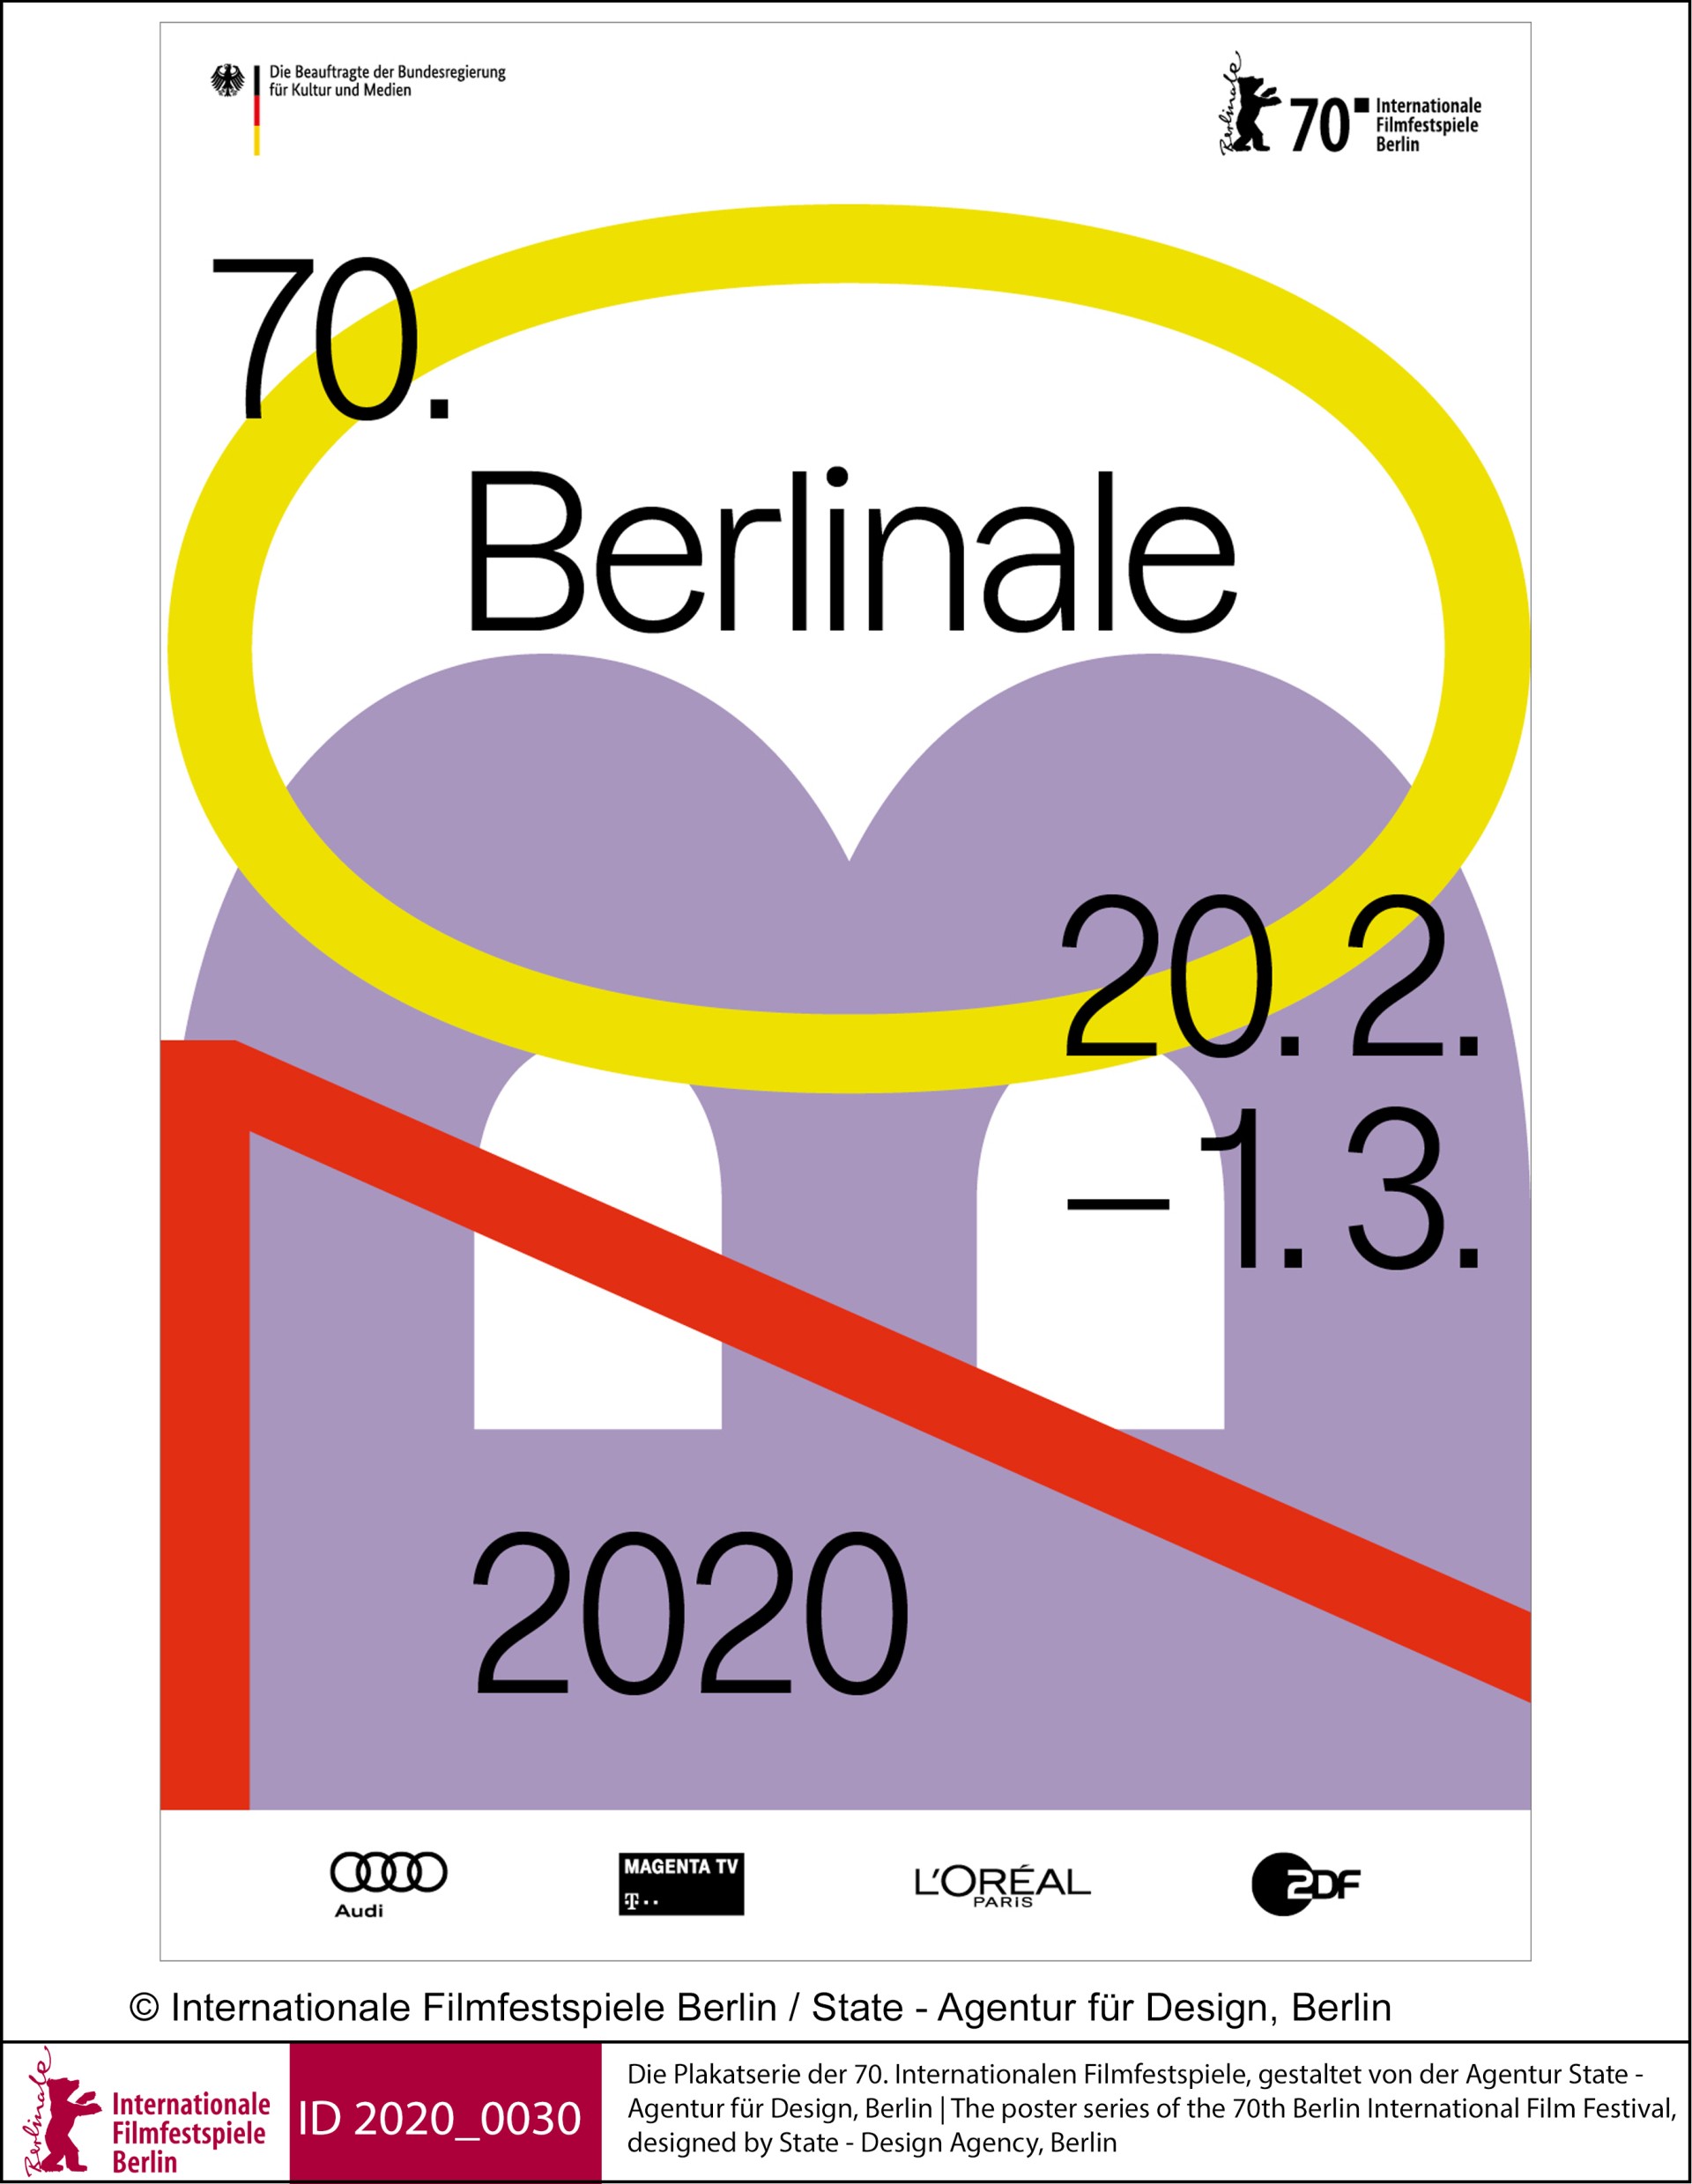 Die Beauftragte der Bundesregierung
für Kultur und Medien
Berlinale
70
Internationale
Filmfestspiele
Berlin
70.
Berlinale
20. 2.
–1. 3.
2020
Audi
MAGENTA TV
T··
L'ORÉAL
PARIS
2DF
© Internationale Filmfestspiele Berlin / State - Agentur für Design, Berlin
Berlinale
Internationale
Filmfestspiele
Berlin
ID 2020_0030
Die Plakatserie der 70. Internationalen Filmfestspiele, gestaltet von der Agentur State -
Agentur für Design, Berlin | The poster series of the 70th Berlin International Film Festival,
designed by State - Design Agency, Berlin